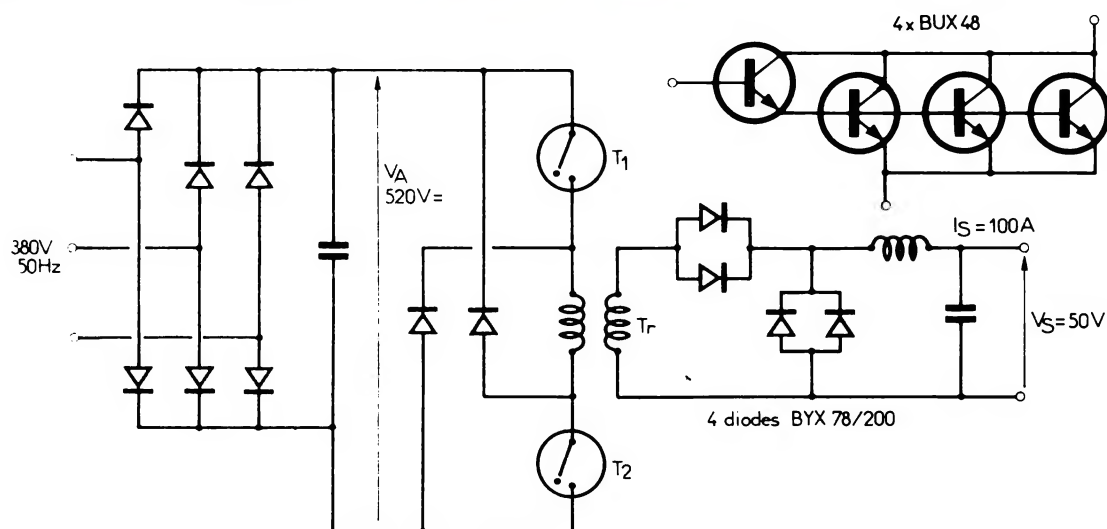 4 x BUX 48
T1
VA
520V=
380V
50Hz
IS = 100A
Tr
VS = 50V
4 diodes BYX 78/200
T2